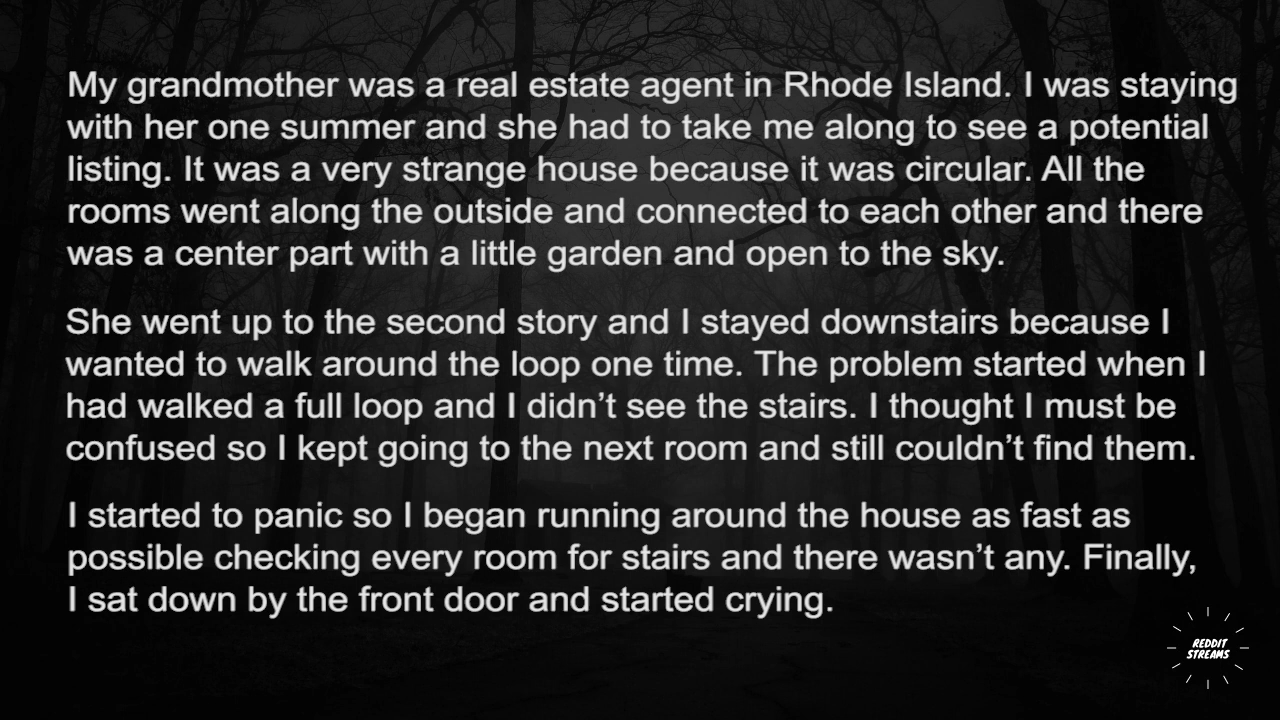 My grandmother was a real estate agent in Rhode Island. I was staying
with her one summer and she had to take me along to see a potential
listing. It was a very strange house because it was circular. All the
rooms went along the outside and connected to each other and there
was a center part with a little garden and open to the sky.
She went up to the second story and I stayed downstairs because I
wanted to walk around the loop one time. The problem started when I
had walked a full loop and I didn’t see the stairs. I thought I must be
confused so I kept going to the next room and still couldn’t find them.
I started to panic so I began running around the house as fast as
possible checking every room for stairs and there wasn’t any. Finally,
I sat down by the front door and started crying.
REDDIT
STREAMS